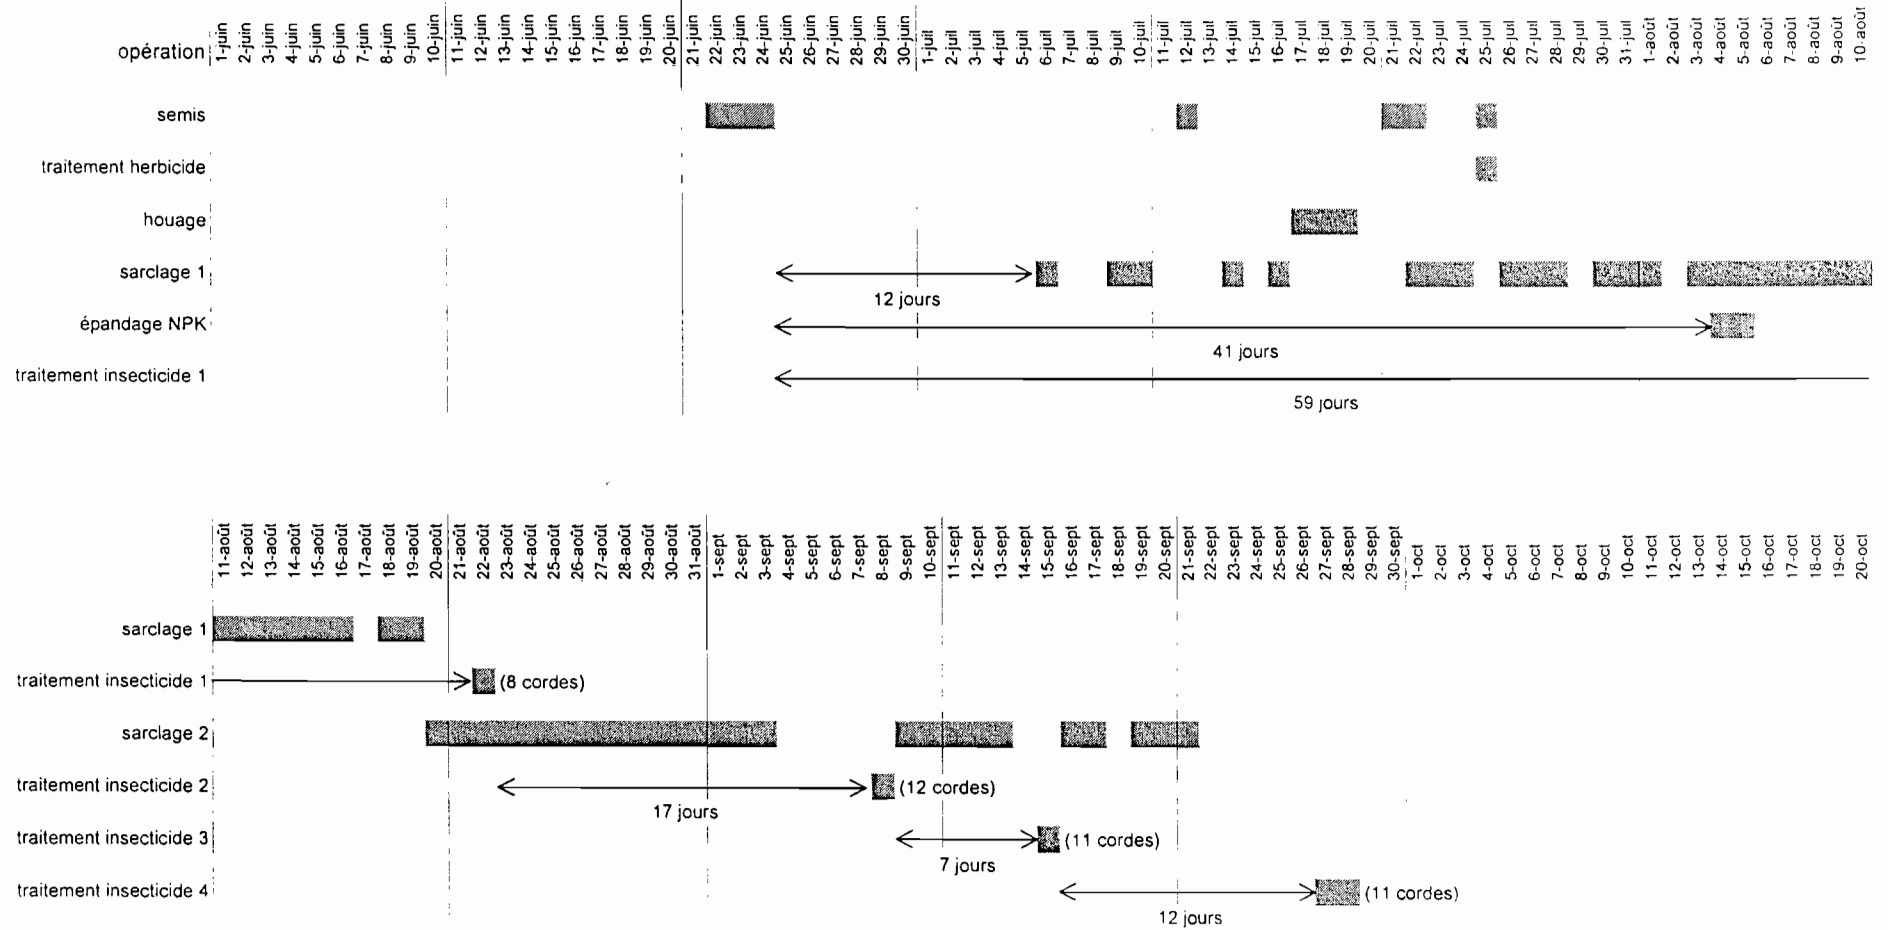 opération 1-juin 2-juin 3-juin 4-juin 5-juin 6-juin 7-juin 8-juin 9-juin 10-juin 11-juin 12-juin 13-juin 14-juin 15-juin 16-juin 17-juin 18-juin 19-juin 20-juin 21-juin 22-juin 23-juin 24-juin 25-juin 26-juin 27-juin 28-juin 29-juin 30-juin 1-juil 2-juil 3-juil 4-juil 5-juil 6-juil 7-juil 8-juil 9-juil 10-juil 11-juil 12-juil 13-juil 14-juil 15-juil 16-juil 17-juil 18-juil 19-juil 20-juil 21-juil 22-juil 23-juil 24-juil 25-juil 26-juil 27-juil 28-juil 29-juil 30-juil 31-juil 1-août 2-août 3-août 4-août 5-août 6-août 7-août 8-août 9-août 10-août
semis
traitement herbicide
houage
sarclage 1
12 jours
épandage NPK
41 jours
traitement insecticide 1
59 jours
11-août 12-août 13-août 14-août 15-août 16-août 17-août 18-août 19-août 20-août 21-août 22-août 23-août 24-août 25-août 26-août 27-août 28-août 29-août 30-août 31-août 1-sept 2-sept 3-sept 4-sept 5-sept 6-sept 7-sept 8-sept 9-sept 10-sept 11-sept 12-sept 13-sept 14-sept 15-sept 16-sept 17-sept 18-sept 19-sept 20-sept 21-sept 22-sept 23-sept 24-sept 25-sept 26-sept 27-sept 28-sept 29-sept 30-sept 1-oct 2-oct 3-oct 4-oct 5-oct 6-oct 7-oct 8-oct 9-oct 10-oct 11-oct 12-oct 13-oct 14-oct 15-oct 16-oct 17-oct 18-oct 19-oct 20-oct
sarclage 1
traitement insecticide 1 (8 cordes)
sarclage 2
traitement insecticide 2 (12 cordes)
17 jours
traitement insecticide 3 (11 cordes)
7 jours
traitement insecticide 4 (11 cordes)
12 jours